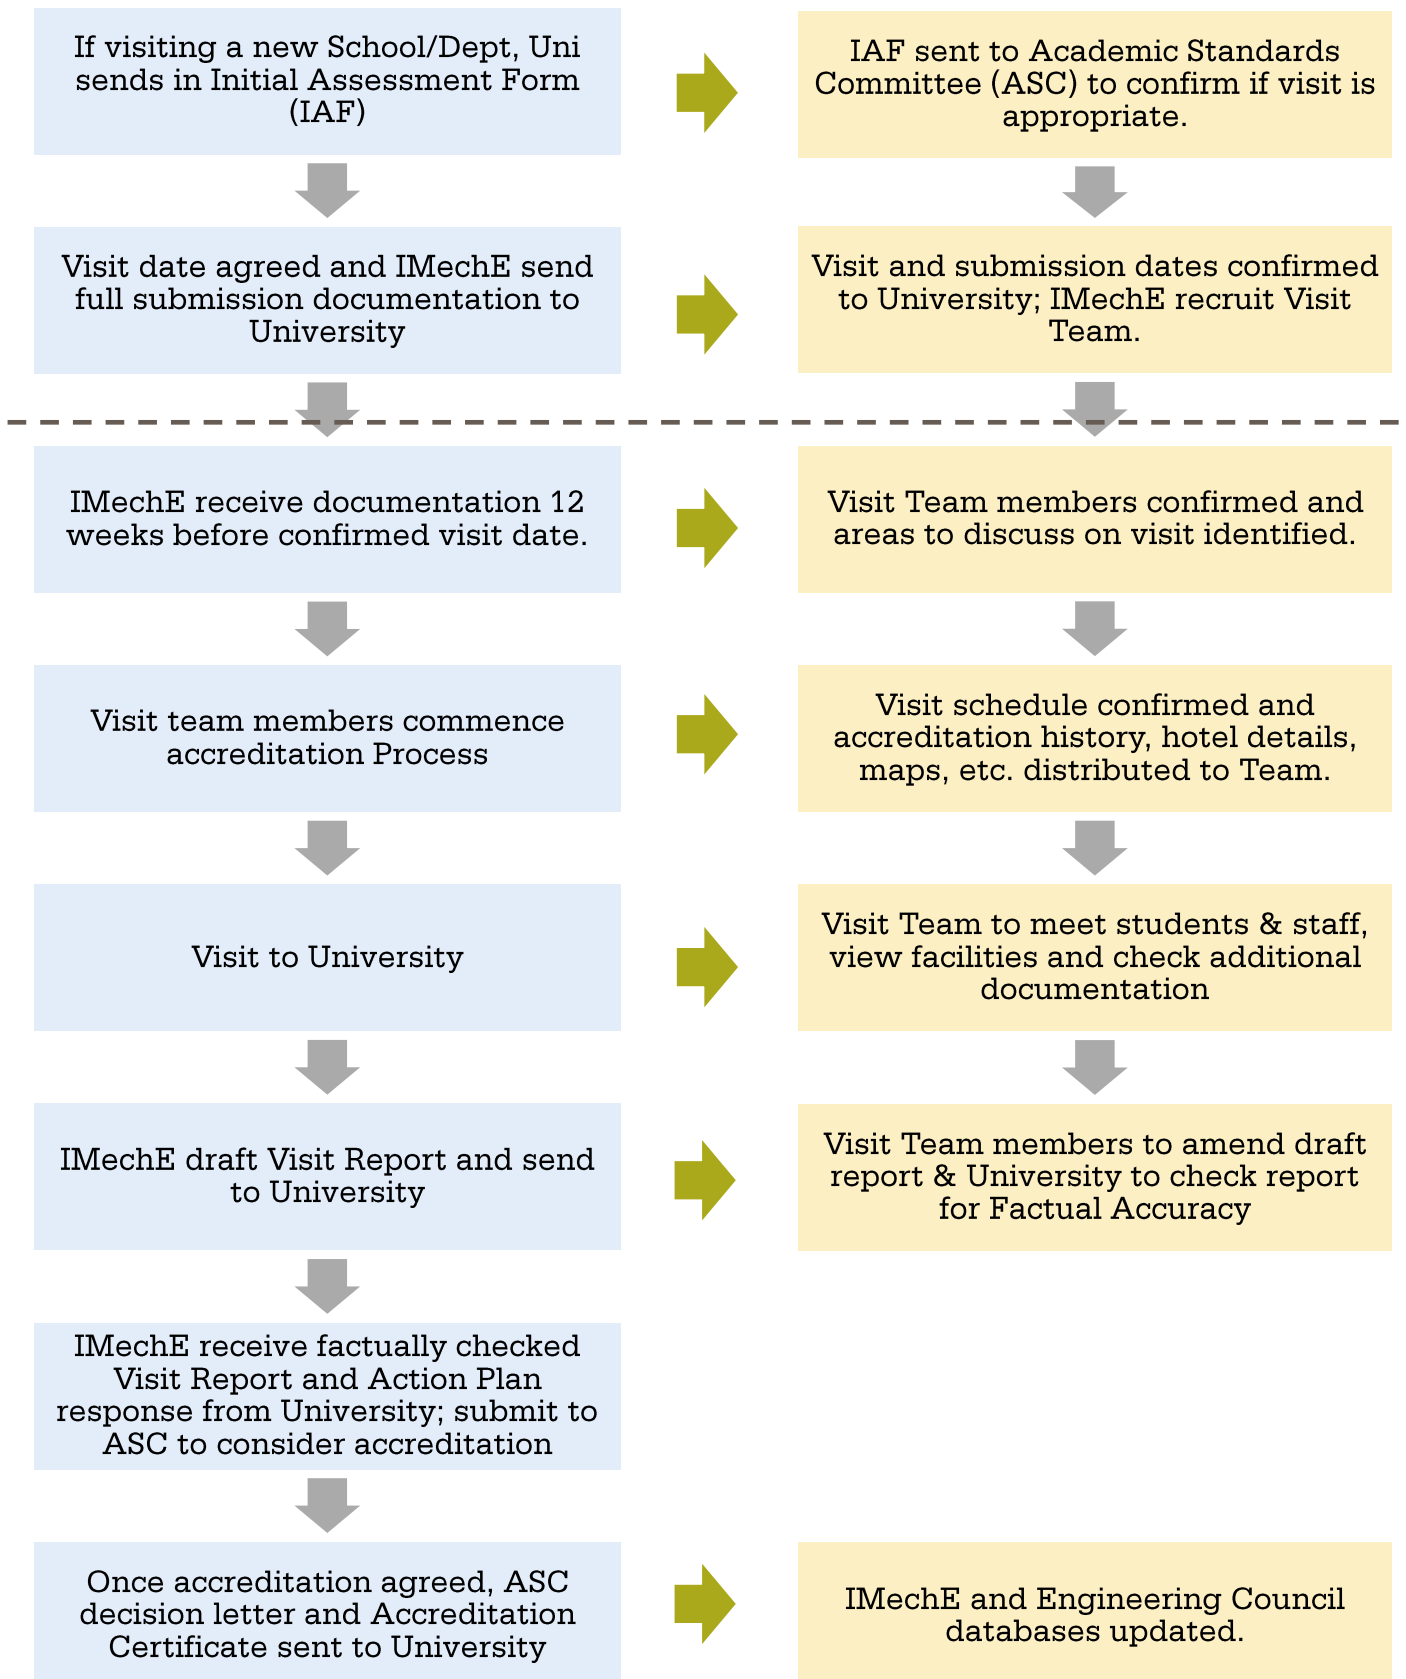 If visiting a new School/Dept, Uni
sends in Initial Assessment Form
(IAF)
IAF sent to Academic Standards
Committee (ASC) to confirm if visit is
appropriate.
Visit date agreed and IMechE send
full submission documentation to
University
Visit and submission dates confirmed
to University; IMechE recruit Visit
Team.
IMechE receive documentation 12
weeks before confirmed visit date.
Visit Team members confirmed and
areas to discuss on visit identified.
Visit team members commence
accreditation Process
Visit schedule confirmed and
accreditation history, hotel details,
maps, etc. distributed to Team.
Visit to University
Visit Team to meet students & staff,
view facilities and check additional
documentation
IMechE draft Visit Report and send
to University
Visit Team members to amend draft
report & University to check report
for Factual Accuracy
IMechE receive factually checked
Visit Report and Action Plan
response from University; submit to
ASC to consider accreditation
Once accreditation agreed, ASC
decision letter and Accreditation
Certificate sent to University
IMechE and Engineering Council
databases updated.